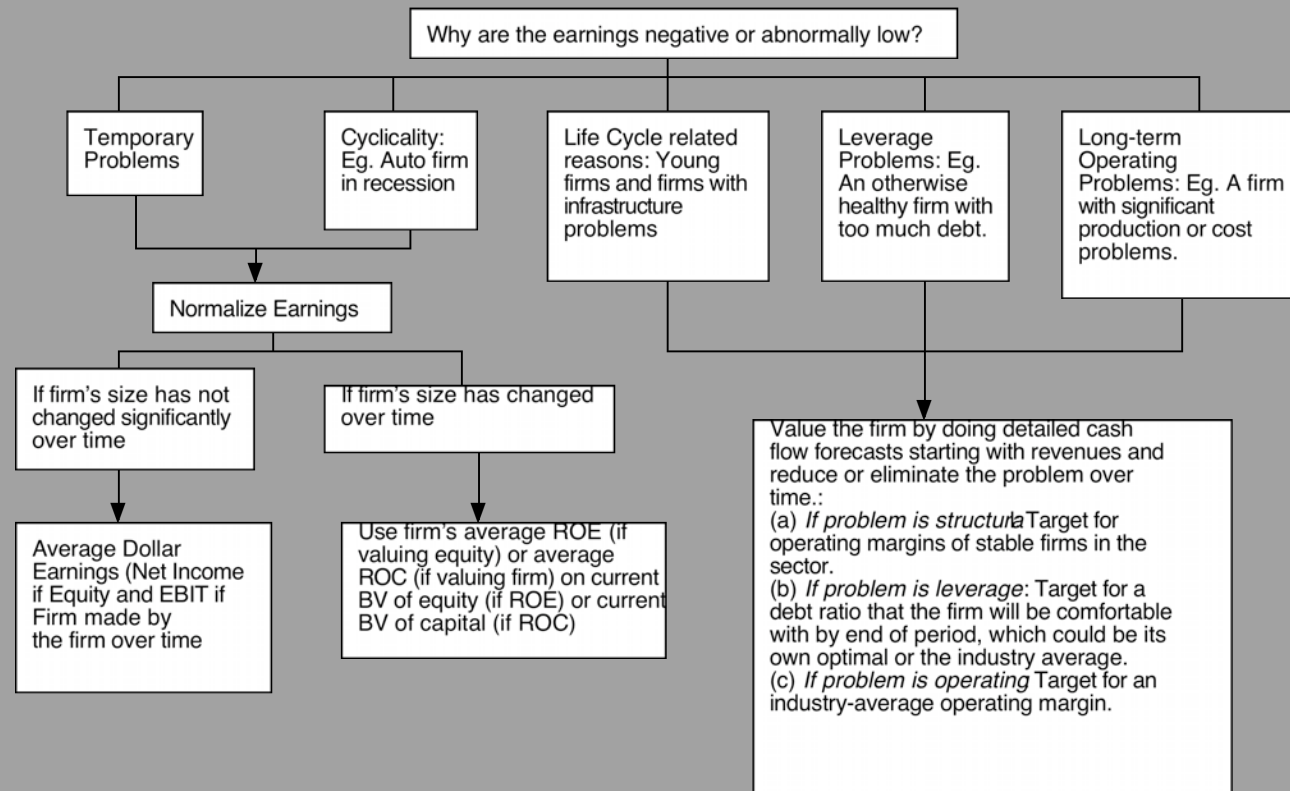 Why are the earnings negative or abnormally low?
Temporary
Problems
Cyclicality:
Eg. Auto firm
in recession
Life Cycle related
reasons: Young
firms and firms with
infrastructure
problems
Leverage
Problems: Eg.
An otherwise
healthy firm with
too much debt.
Long-term
Operating
Problems: Eg. A firm
with significant
production or cost
problems.
Normalize Earnings
If firm's size has not
changed significantly
over time
If firm's size has changed
over time
Average Dollar
Earnings (Net Income
if Equity and EBIT if
Firm made by
the firm over time
Use firm's average ROE (if
valuing equity) or average
ROC (if valuing firm) on current
BV of equity (if ROE) or current
BV of capital (if ROC)
Value the firm by doing detailed cash
flow forecasts starting with revenues and
reduce or eliminate the problem over
time.:
(a) If problem is structural: Target for
operating margins of stable firms in the
sector.
(b) If problem is leverage: Target for a
debt ratio that the firm will be comfortable
with by end of period, which could be its
own optimal or the industry average.
(c) If problem is operating Target for an
industry-average operating margin.